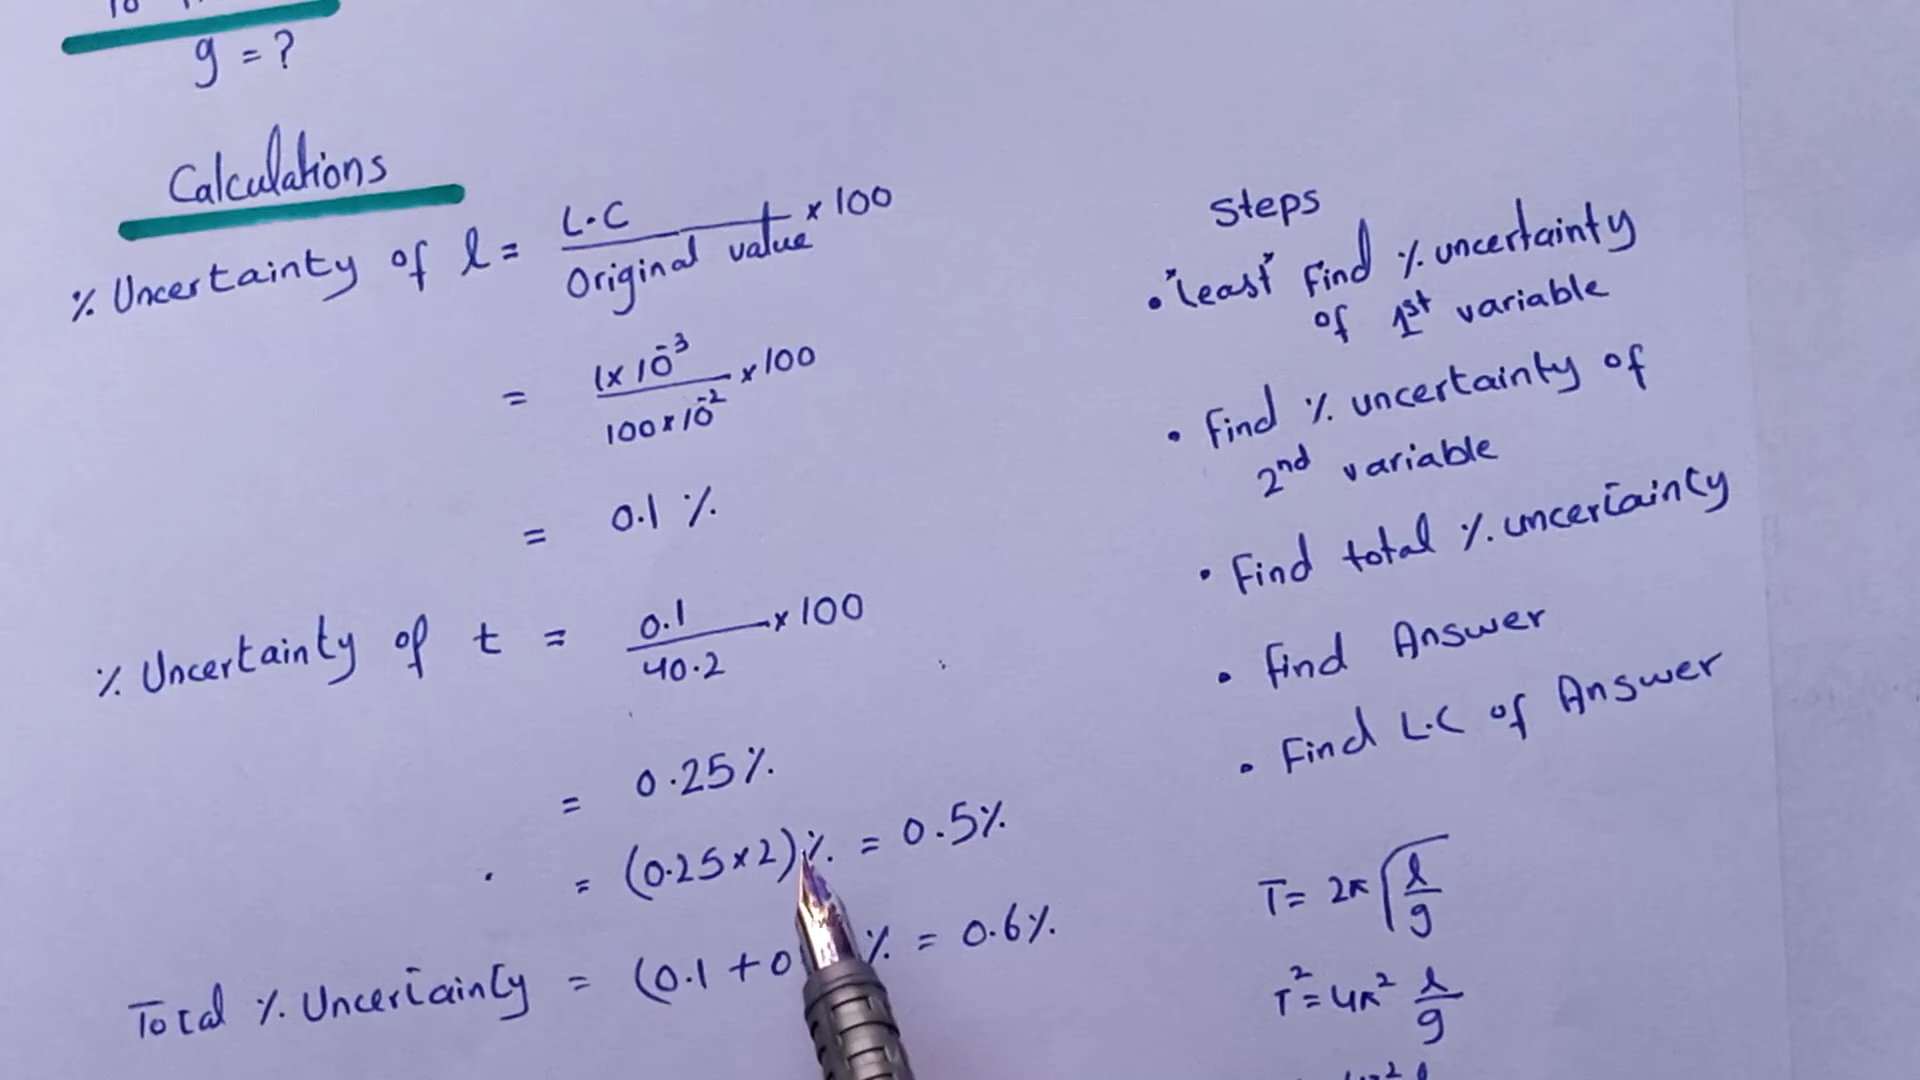 g = ?
Calculations
% Uncertainty of l = L.C / Original value × 100
= 1×10⁻³ / 100×10⁻² × 100
= 0.1 %
% Uncertainty of t = 0.1 / 40.2 × 100
= 0.25 %
= (0.25×2)% = 0.5%
Total % Uncertainty = (0.1 + 0 % = 0.6%
Steps
• "least" Find % uncertainty
of 1st variable
• Find % uncertainty of
2nd variable
• Find total % uncertainty
• Find Answer
• Find L.C of Answer
T = 2π √(l/g)
T² = 4π² l/g